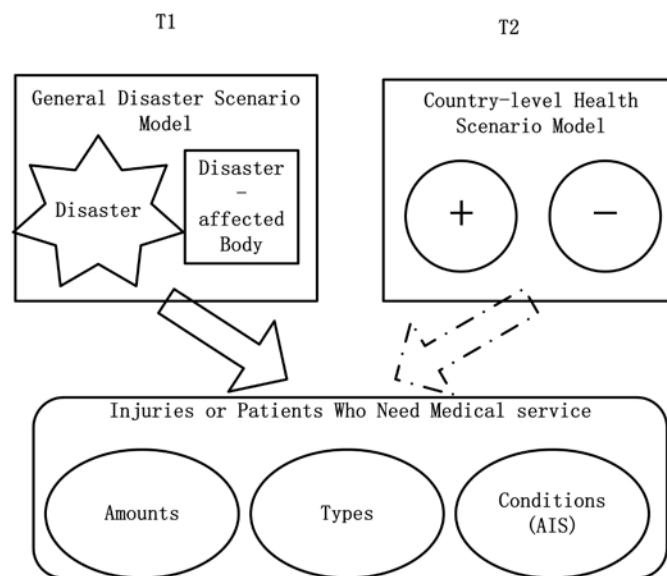 T1
T2
General Disaster Scenario
Model
Disaster
Disaster
-
affected
Body
Country-level Health
Scenario Model
+
-
Injuries or Patients Who Need Medical service
Amounts
Types
Conditions
(AIS)